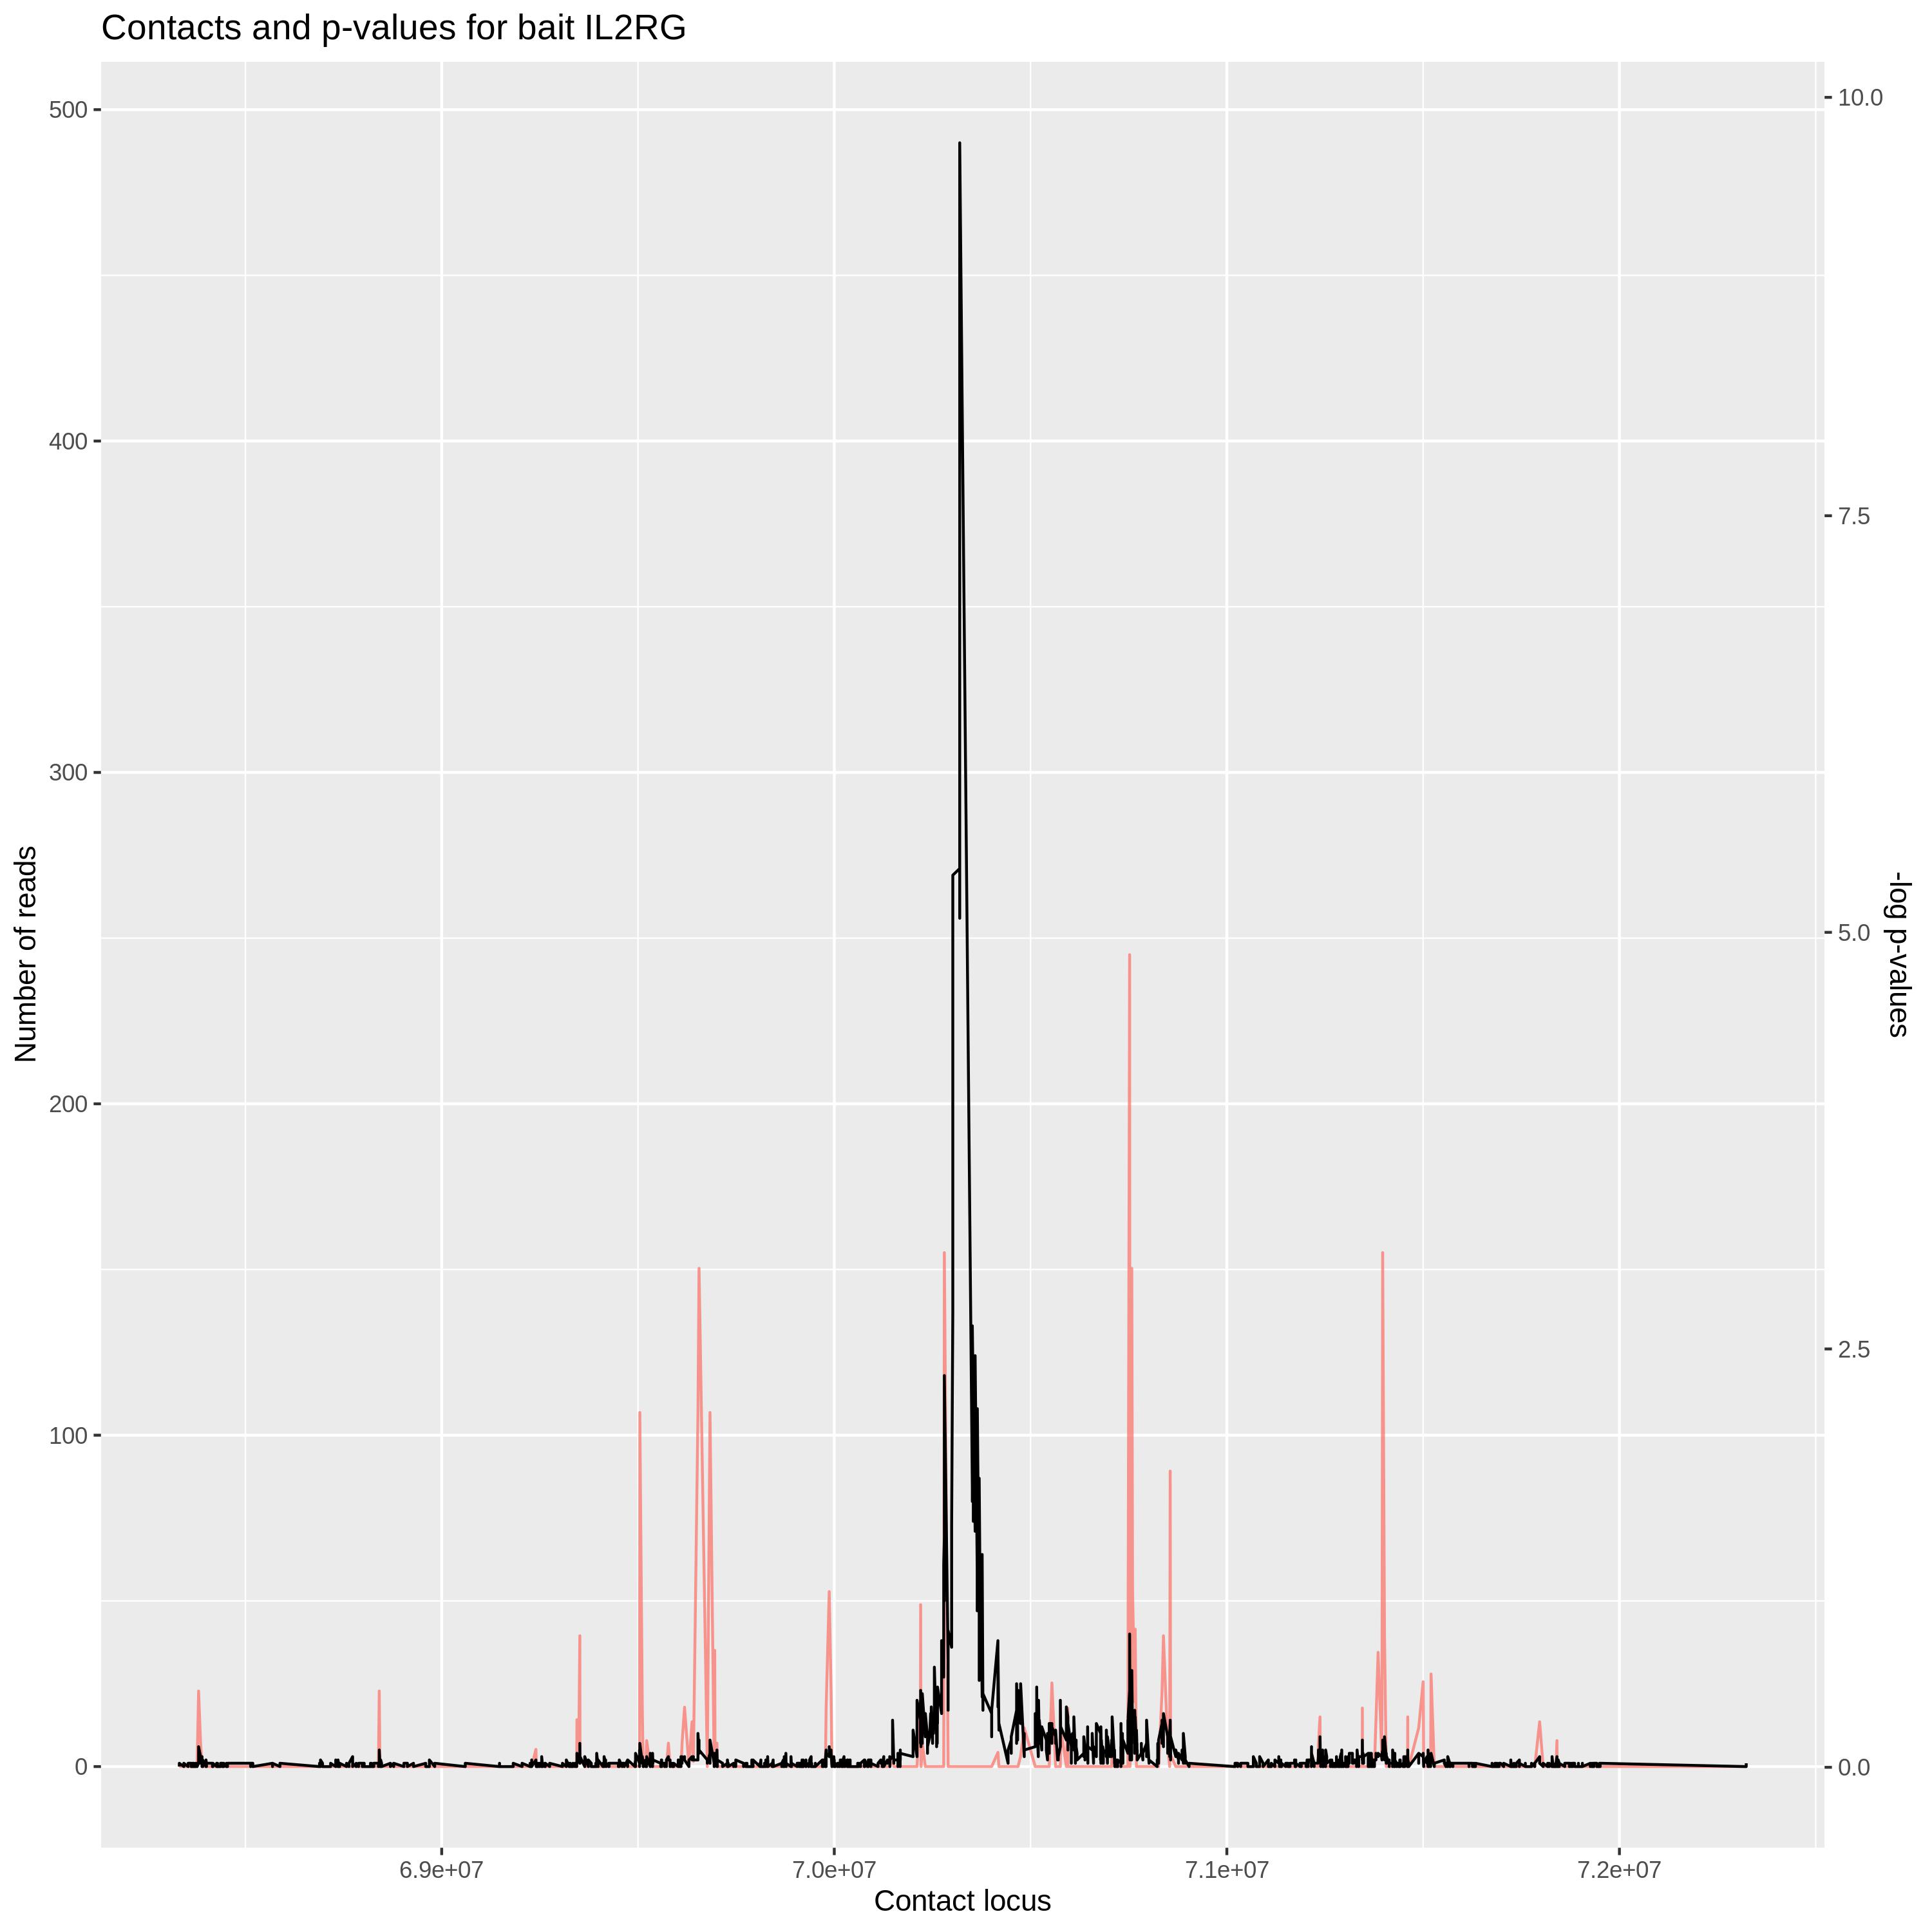 Contacts and p-values for bait IL2RG
500
400
300
200
100
0
Number of reads
10.0
7.5
5.0
2.5
0.0
-log p-values
6.9e+07
7.0e+07
7.1e+07
7.2e+07
Contact locus